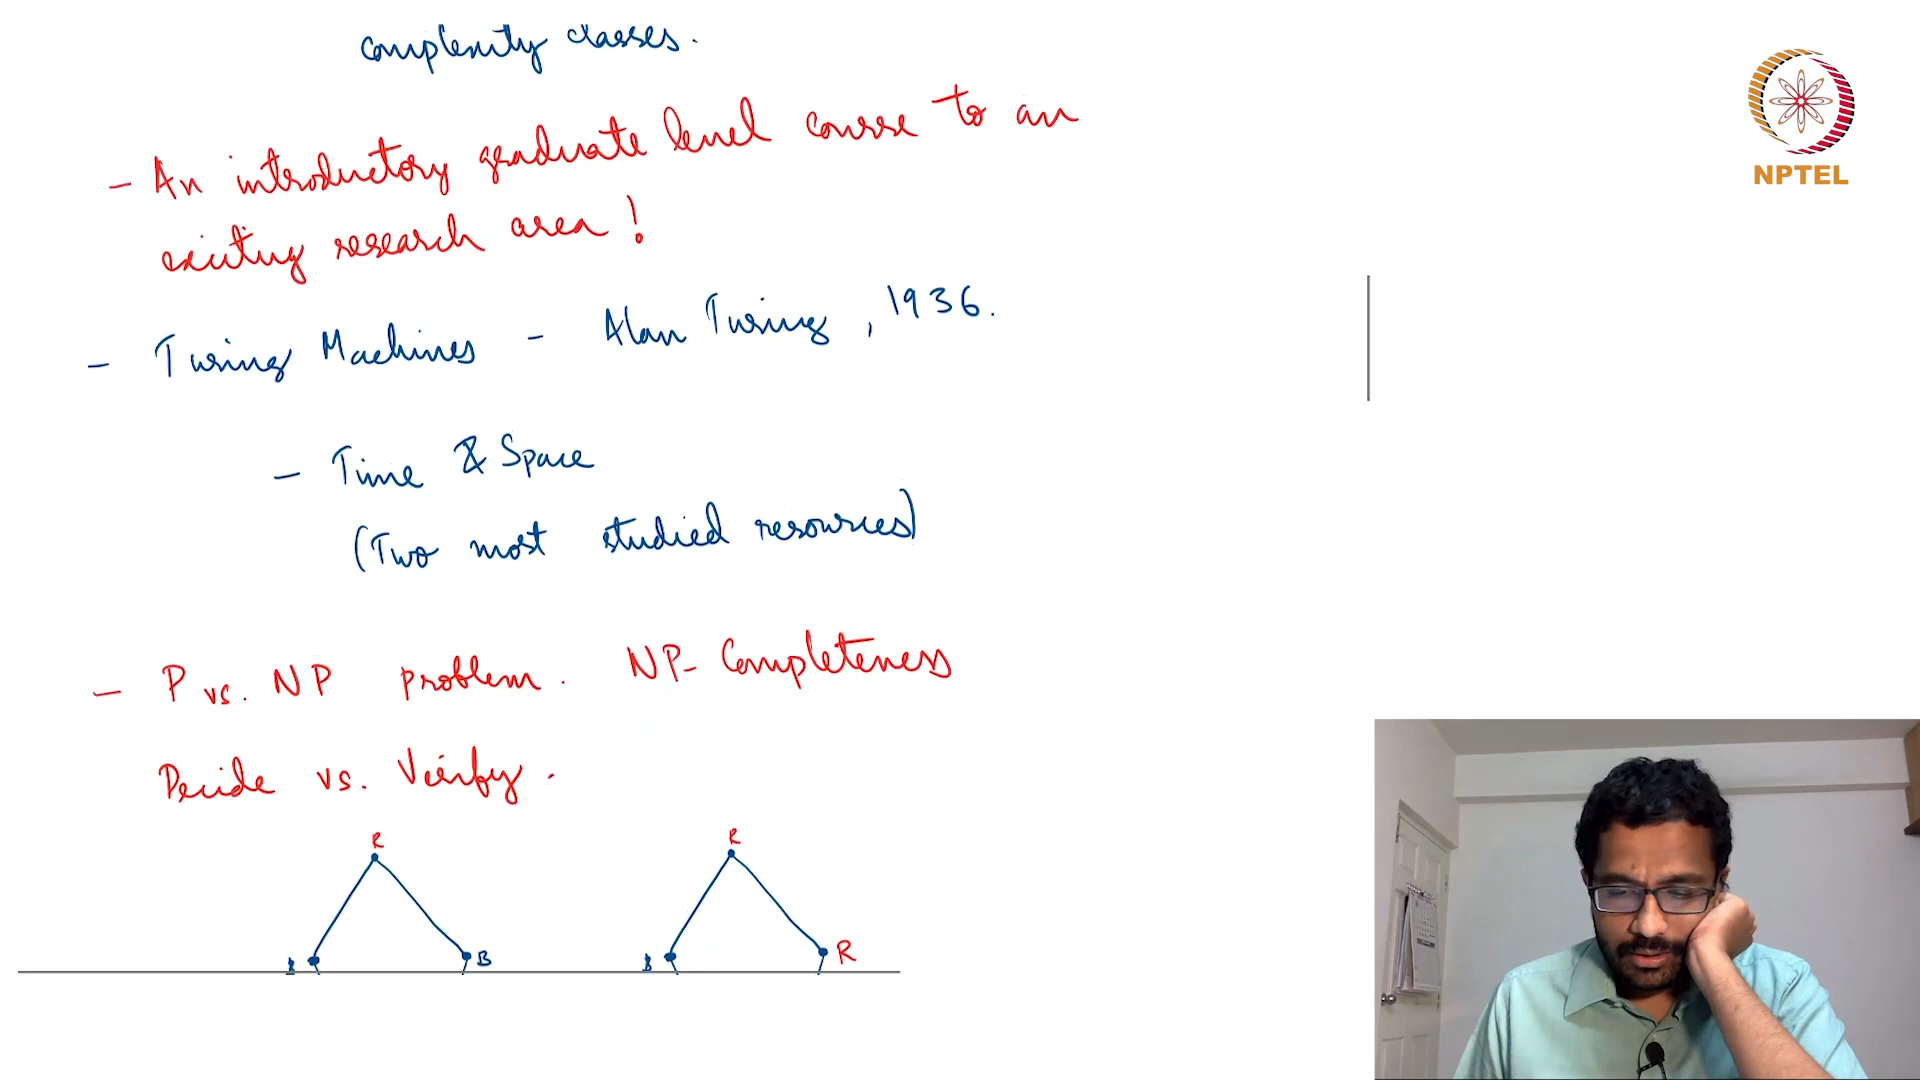 complexity classes.
NPTEL
- An introductory graduate level course to an
exciting research area!
- Turing Machines - Alan Turing, 1936.
- Time & Space
(Two most studied resources)
- P vs. NP problem. NP-Completeness
Decide vs. Verify.
R R
B B B R